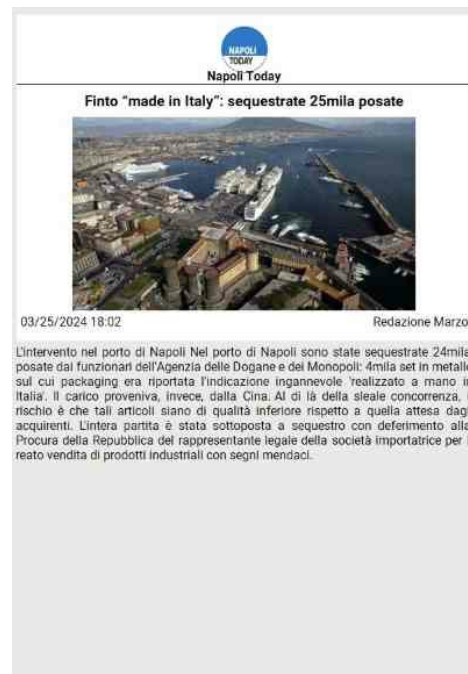 NAPOLI
TODAY
Napoli Today
Finto "made in Italy": sequestrate 25mila posate
03/25/2024 18:02
Redazione Marzo
L'intervento nel porto di Napoli Nel porto di Napoli sono state sequestrate 24mila
posate dai funzionari dell'Agenzia delle Dogane e dei Monopoli: 4mila set in metallo
sul cui packaging era riportata l'indicazione ingannevole 'realizzato a mano in
Italia'. Il carico proveniva, invece, dalla Cina. Al di là della sleale concorrenza, i
rischio è che tali articoli siano di qualità inferiore rispetto a quella attesa dagl
acquirenti. L'intera partita è stata sottoposta a sequestro con deferimento alla
Procura della Repubblica del rappresentante legale della società importatrice per i
reato vendita di prodotti industriali con segni mendaci.